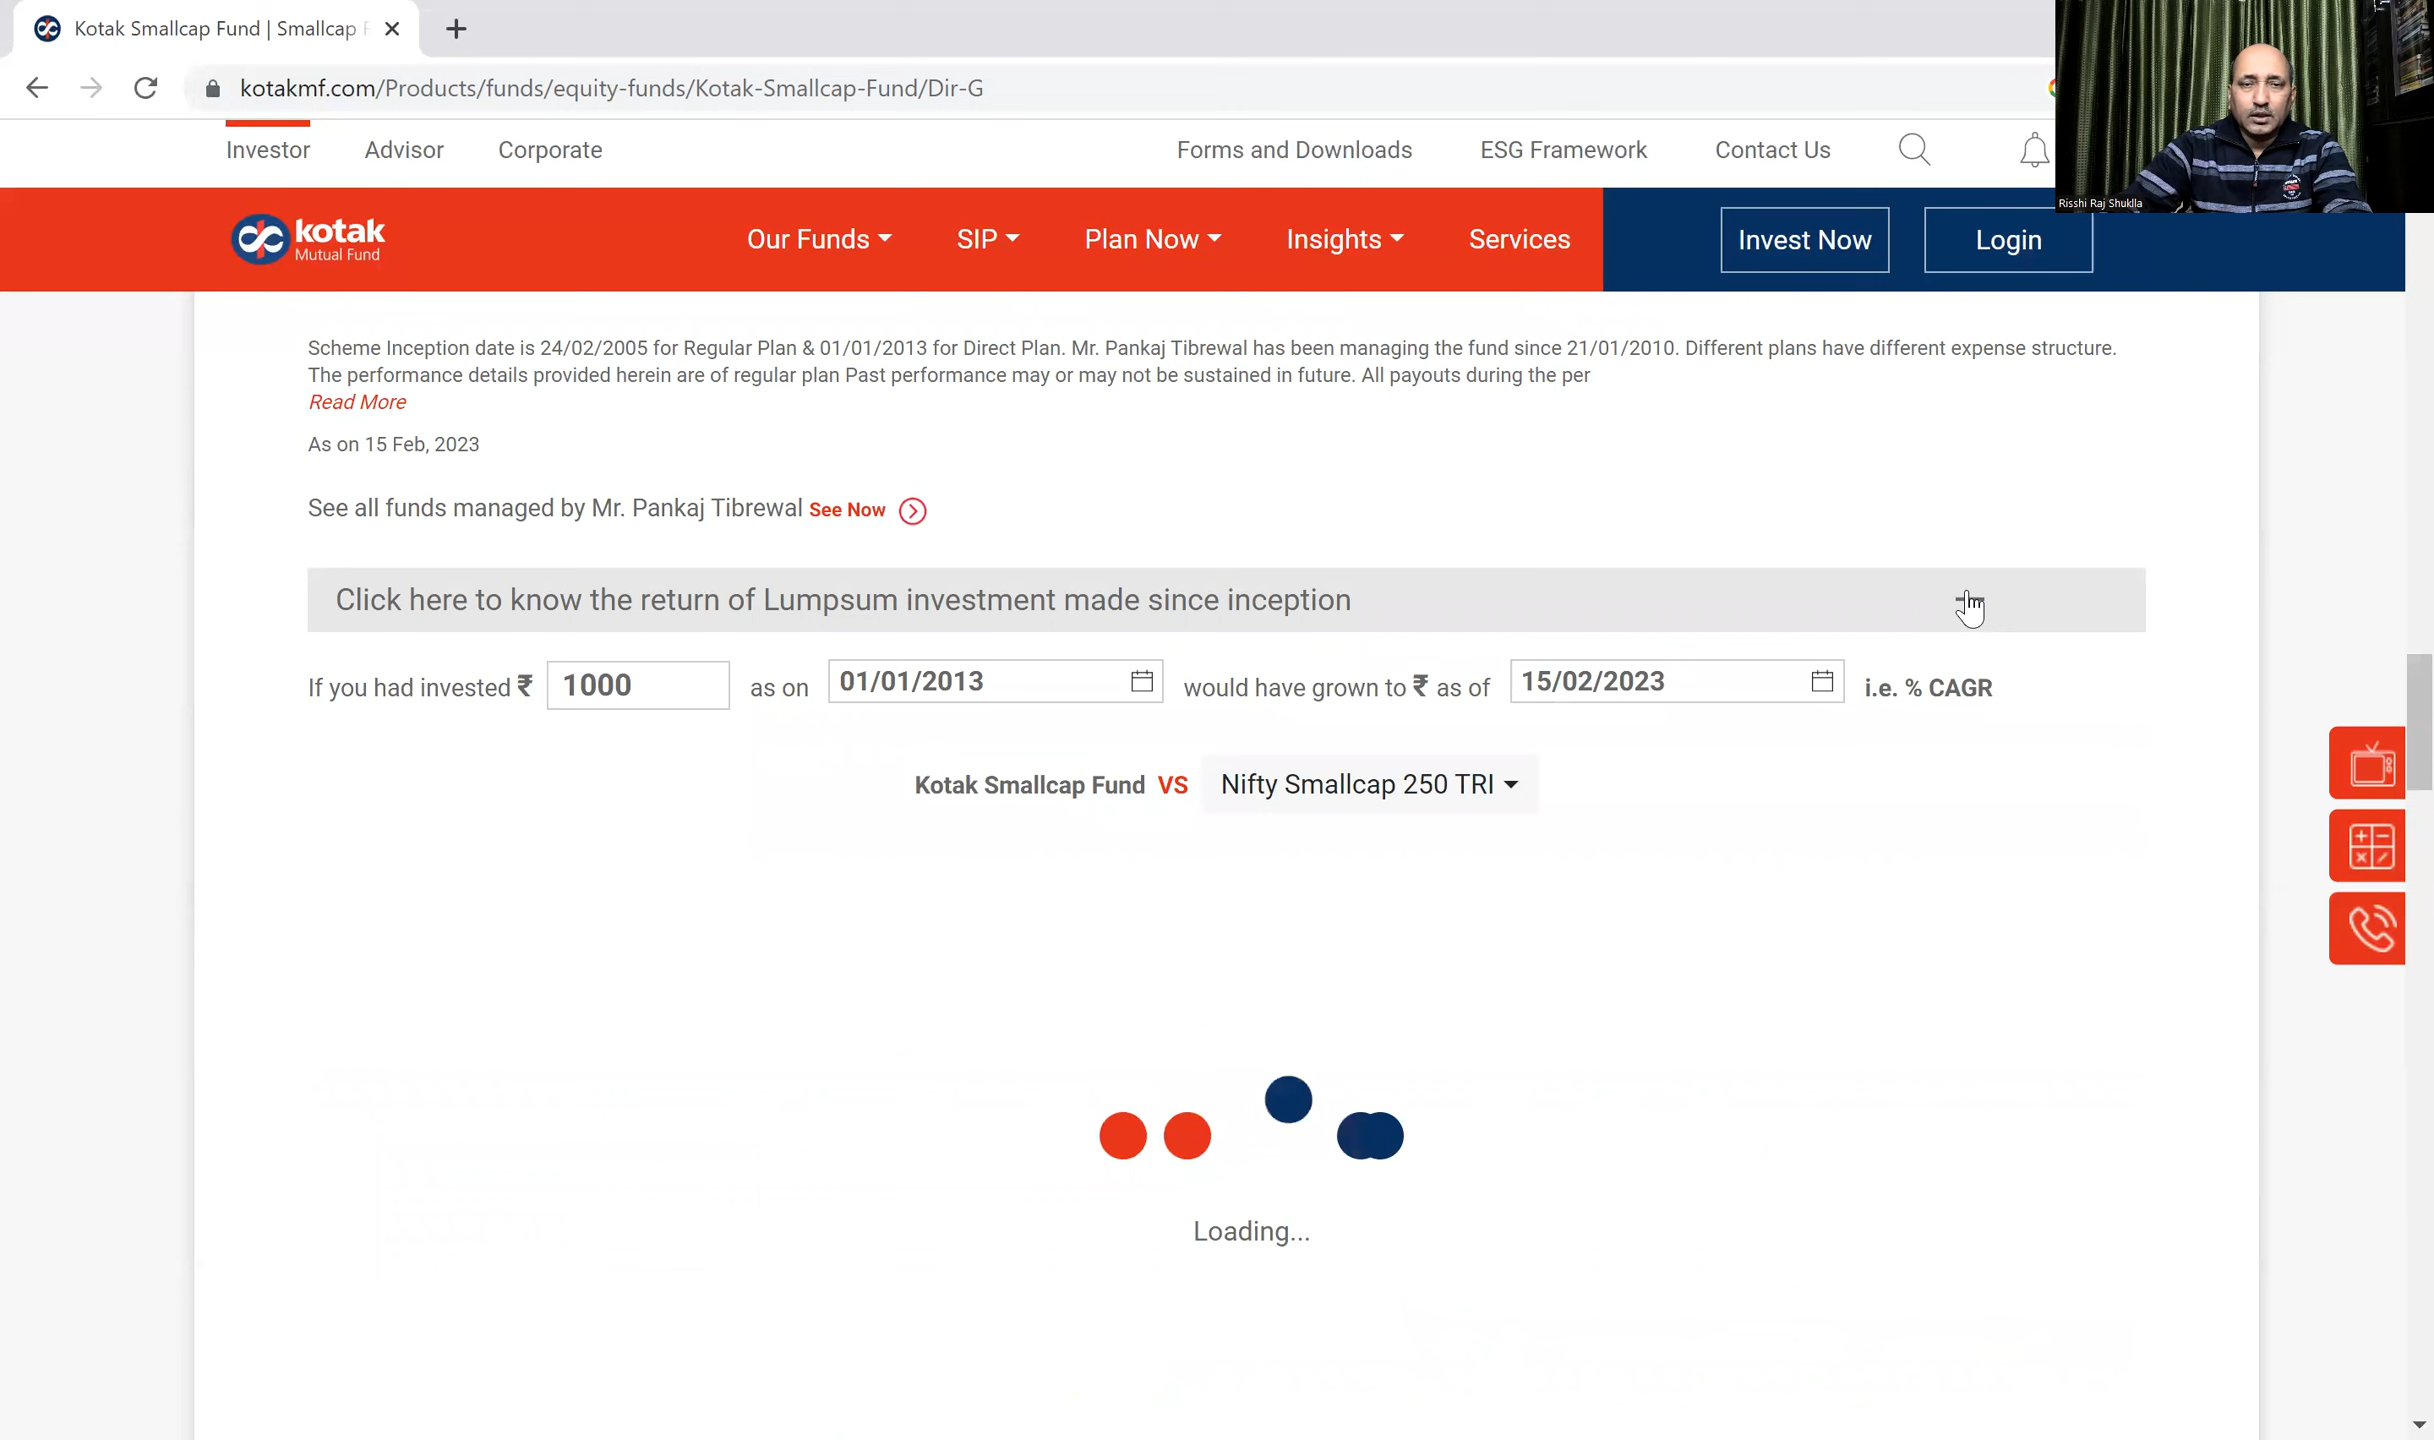 Kotak Smallcap Fund | Smallcap F
kotakmf.com/Products/funds/equity-funds/Kotak-Smallcap-Fund/Dir-G
Risshi Raj Shuklla
Investor Advisor Corporate Forms and Downloads ESG Framework Contact Us
kotak
Mutual Fund
Our Funds SIP Plan Now Insights Services Invest Now Login
Scheme Inception date is 24/02/2005 for Regular Plan & 01/01/2013 for Direct Plan. Mr. Pankaj Tibrewal has been managing the fund since 21/01/2010. Different plans have different expense structure.
The performance details provided herein are of regular plan Past performance may or may not be sustained in future. All payouts during the per
Read More
As on 15 Feb, 2023
See all funds managed by Mr. Pankaj Tibrewal See Now
Click here to know the return of Lumpsum investment made since inception
If you had invested ₹ 1000 as on 01/01/2013 would have grown to ₹ as of 15/02/2023 i.e. % CAGR
Kotak Smallcap Fund VS Nifty Smallcap 250 TRI
Loading...